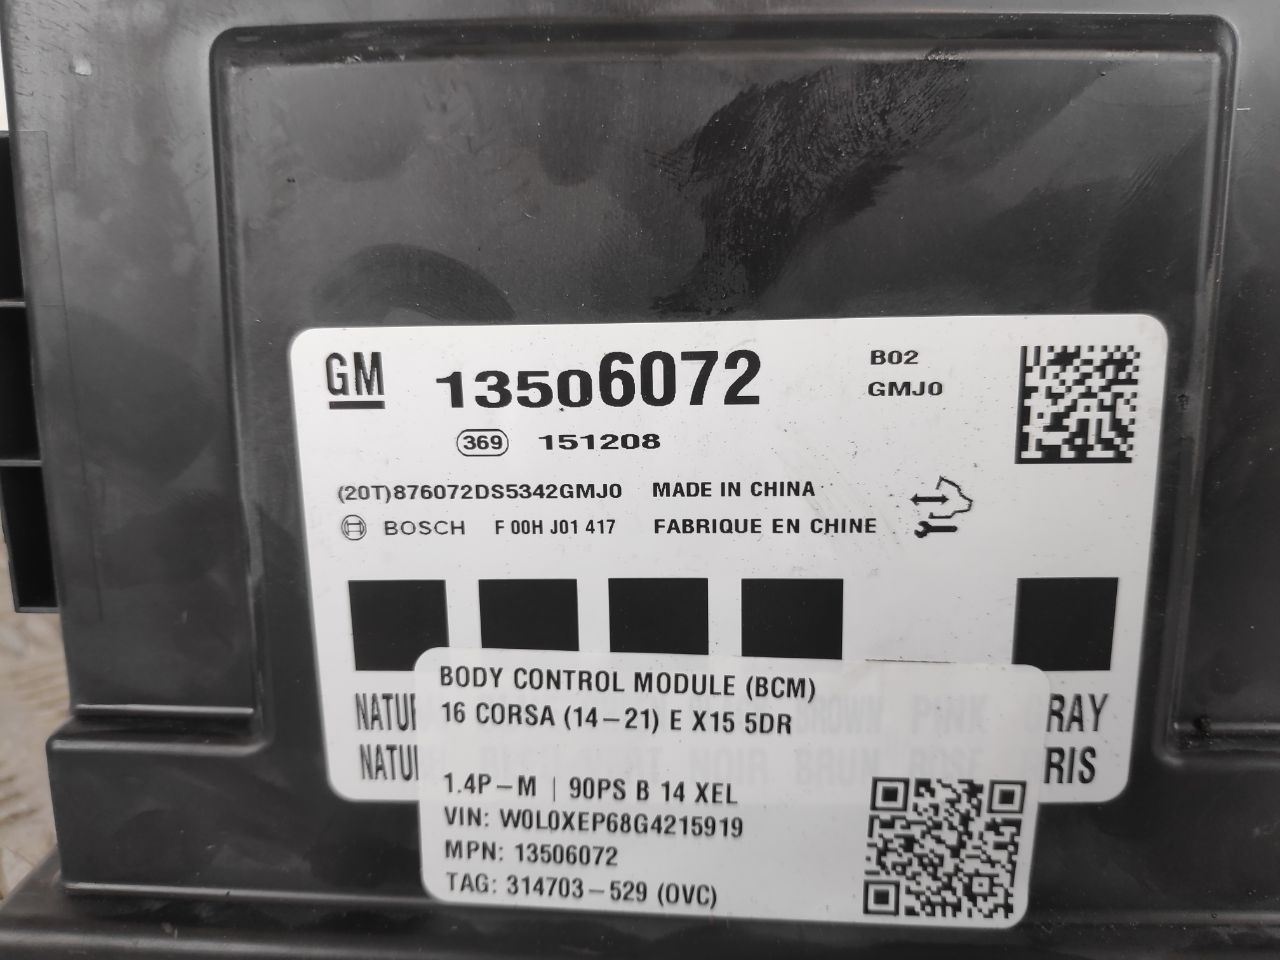 GM
13506072
B02
GMJ0
369
151208
(20T)876072DS5342GMJ0
MADE IN CHINA
BOSCH
F 00H J01 417
FABRIQUE EN CHINE
BROWN PINK
NOIR BRUN ROSE
BODY CONTROL MODULE (BCM)
16 CORSA (14-21) E X15 5DR
1.4P-M | 90PS B 14 XEL
VIN: W0L0XEP68G4215919
MPN: 13506072
TAG: 314703-529 (OVC)